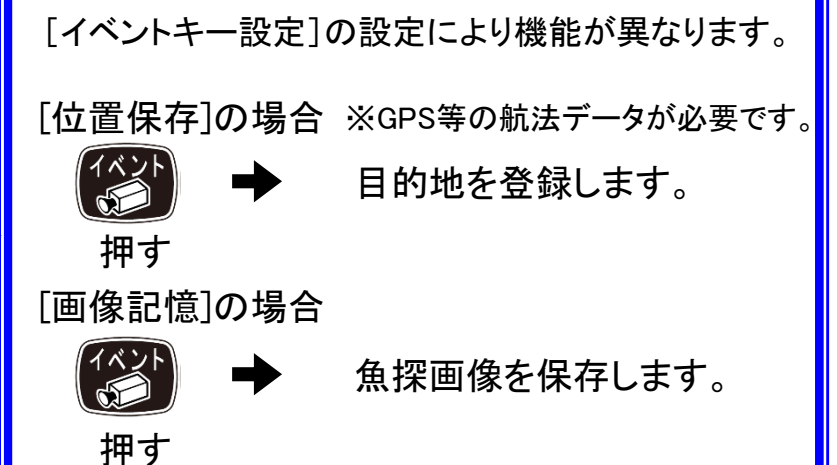 [イベントキー設定]の設定により機能が異なります。
[位置保存]の場合 ※GPS等の航法データが必要です。
イベント
目的地を登録します。
押す
[画像記憶]の場合
イベント
魚探画像を保存します。
押す